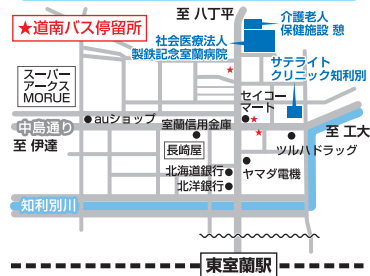 至 八丁平
介護老人
保健施設 憩
★道南バス停留所
社会医療法人
製鉄記念室蘭病院
サテライト
クリニック知利別
スーパー
アークス
MORUE
セイコー
マート
auショップ
室蘭信用金庫
中島通り
至 工大
至 伊達
長崎屋
ツルハドラッグ
北海道銀行
ヤマダ電機
北洋銀行
知利別川
東室蘭駅